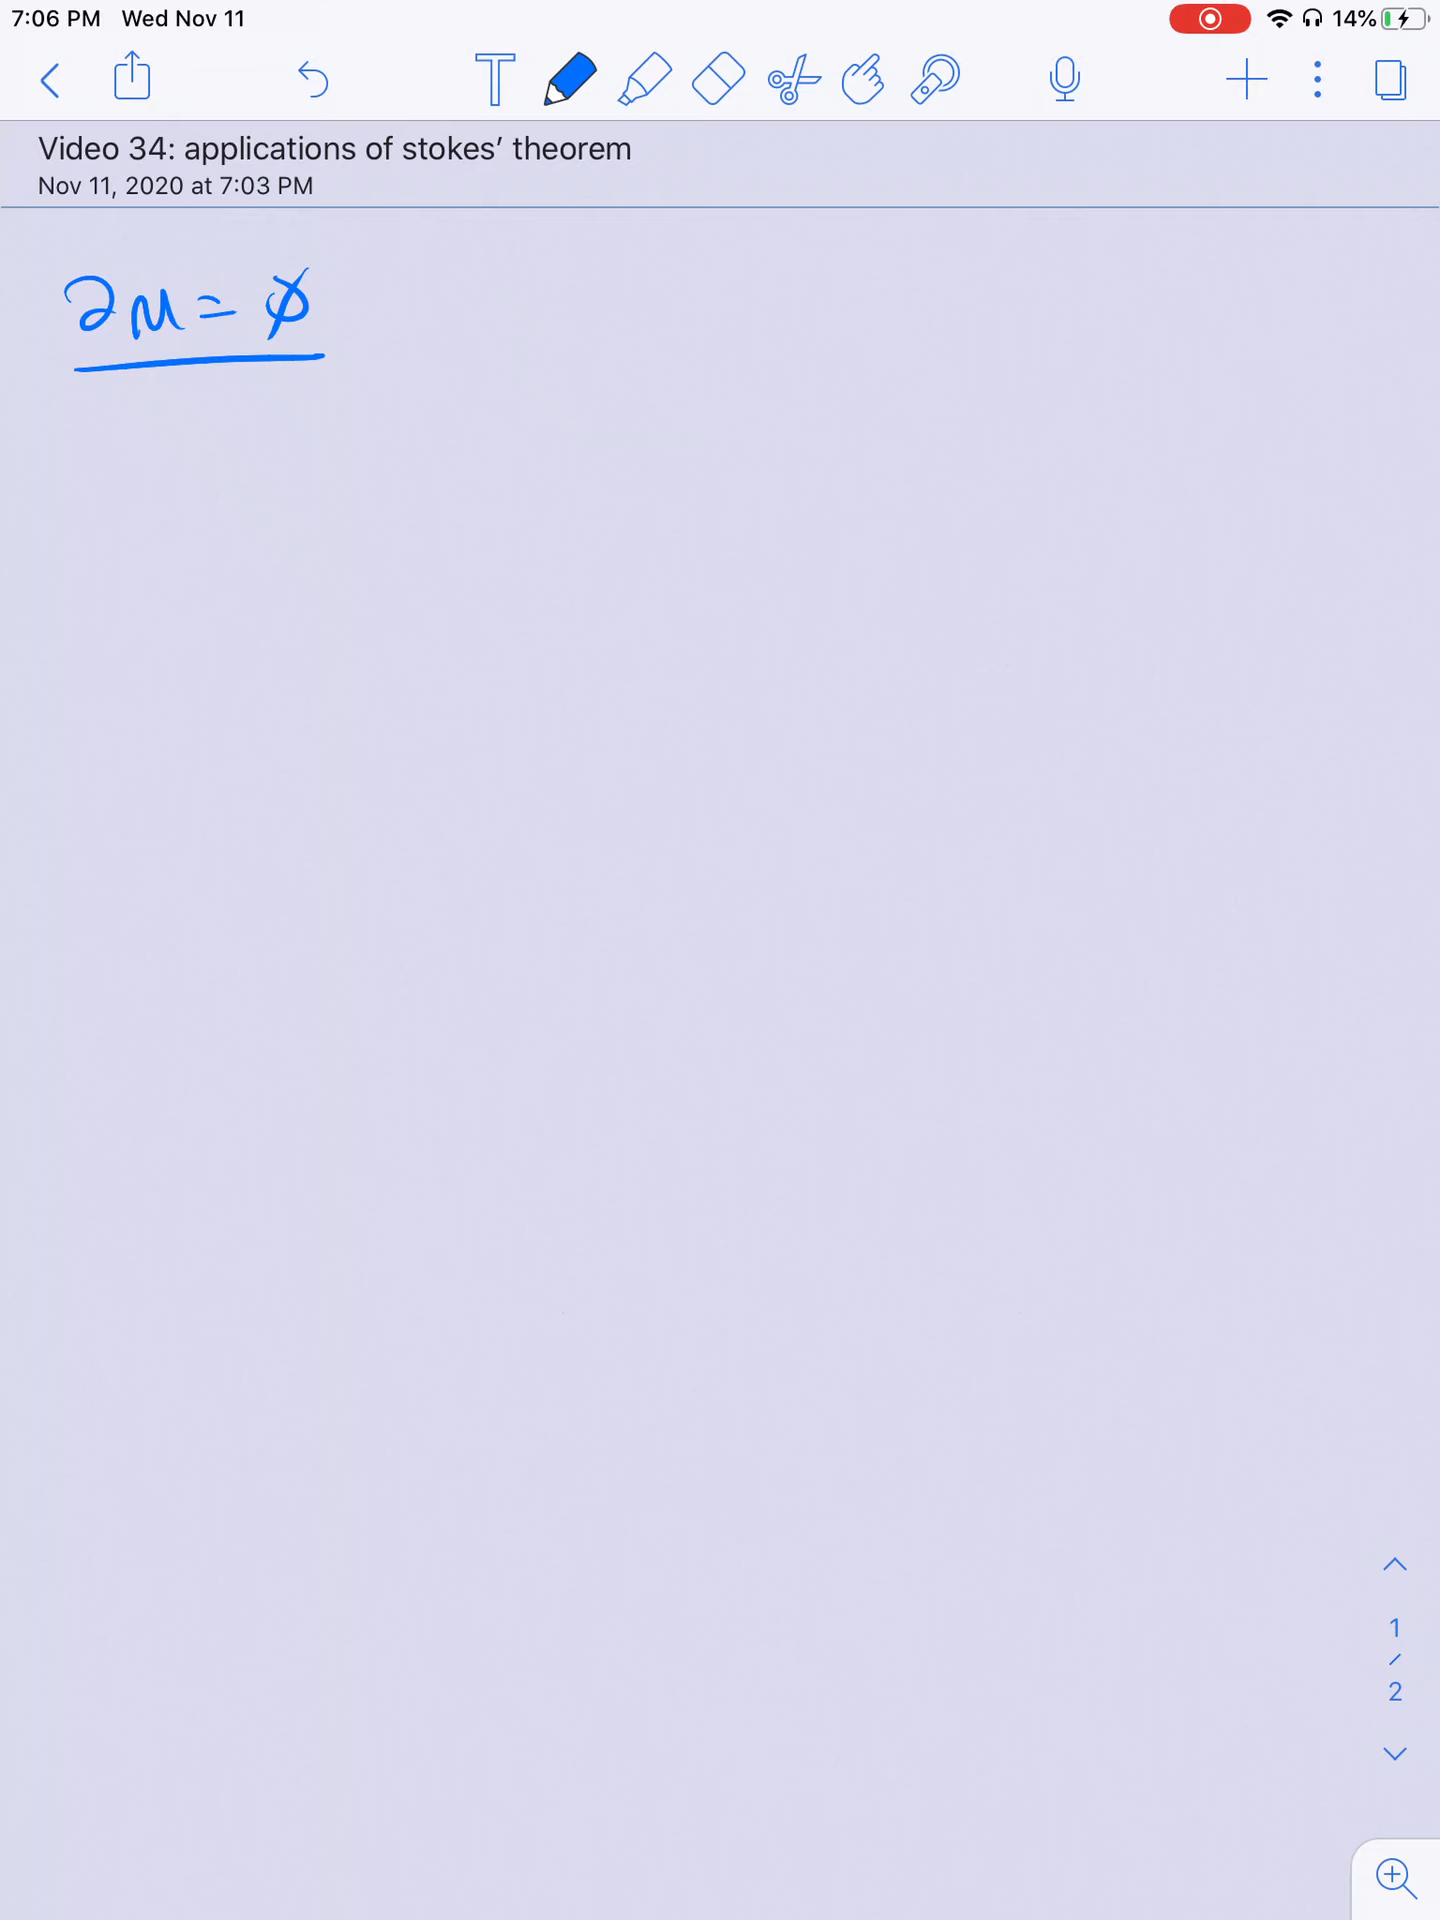 7:06 PM Wed Nov 11 14%
T
Video 34: applications of stokes’ theorem
Nov 11, 2020 at 7:03 PM
∂M = ∅
1
/
2